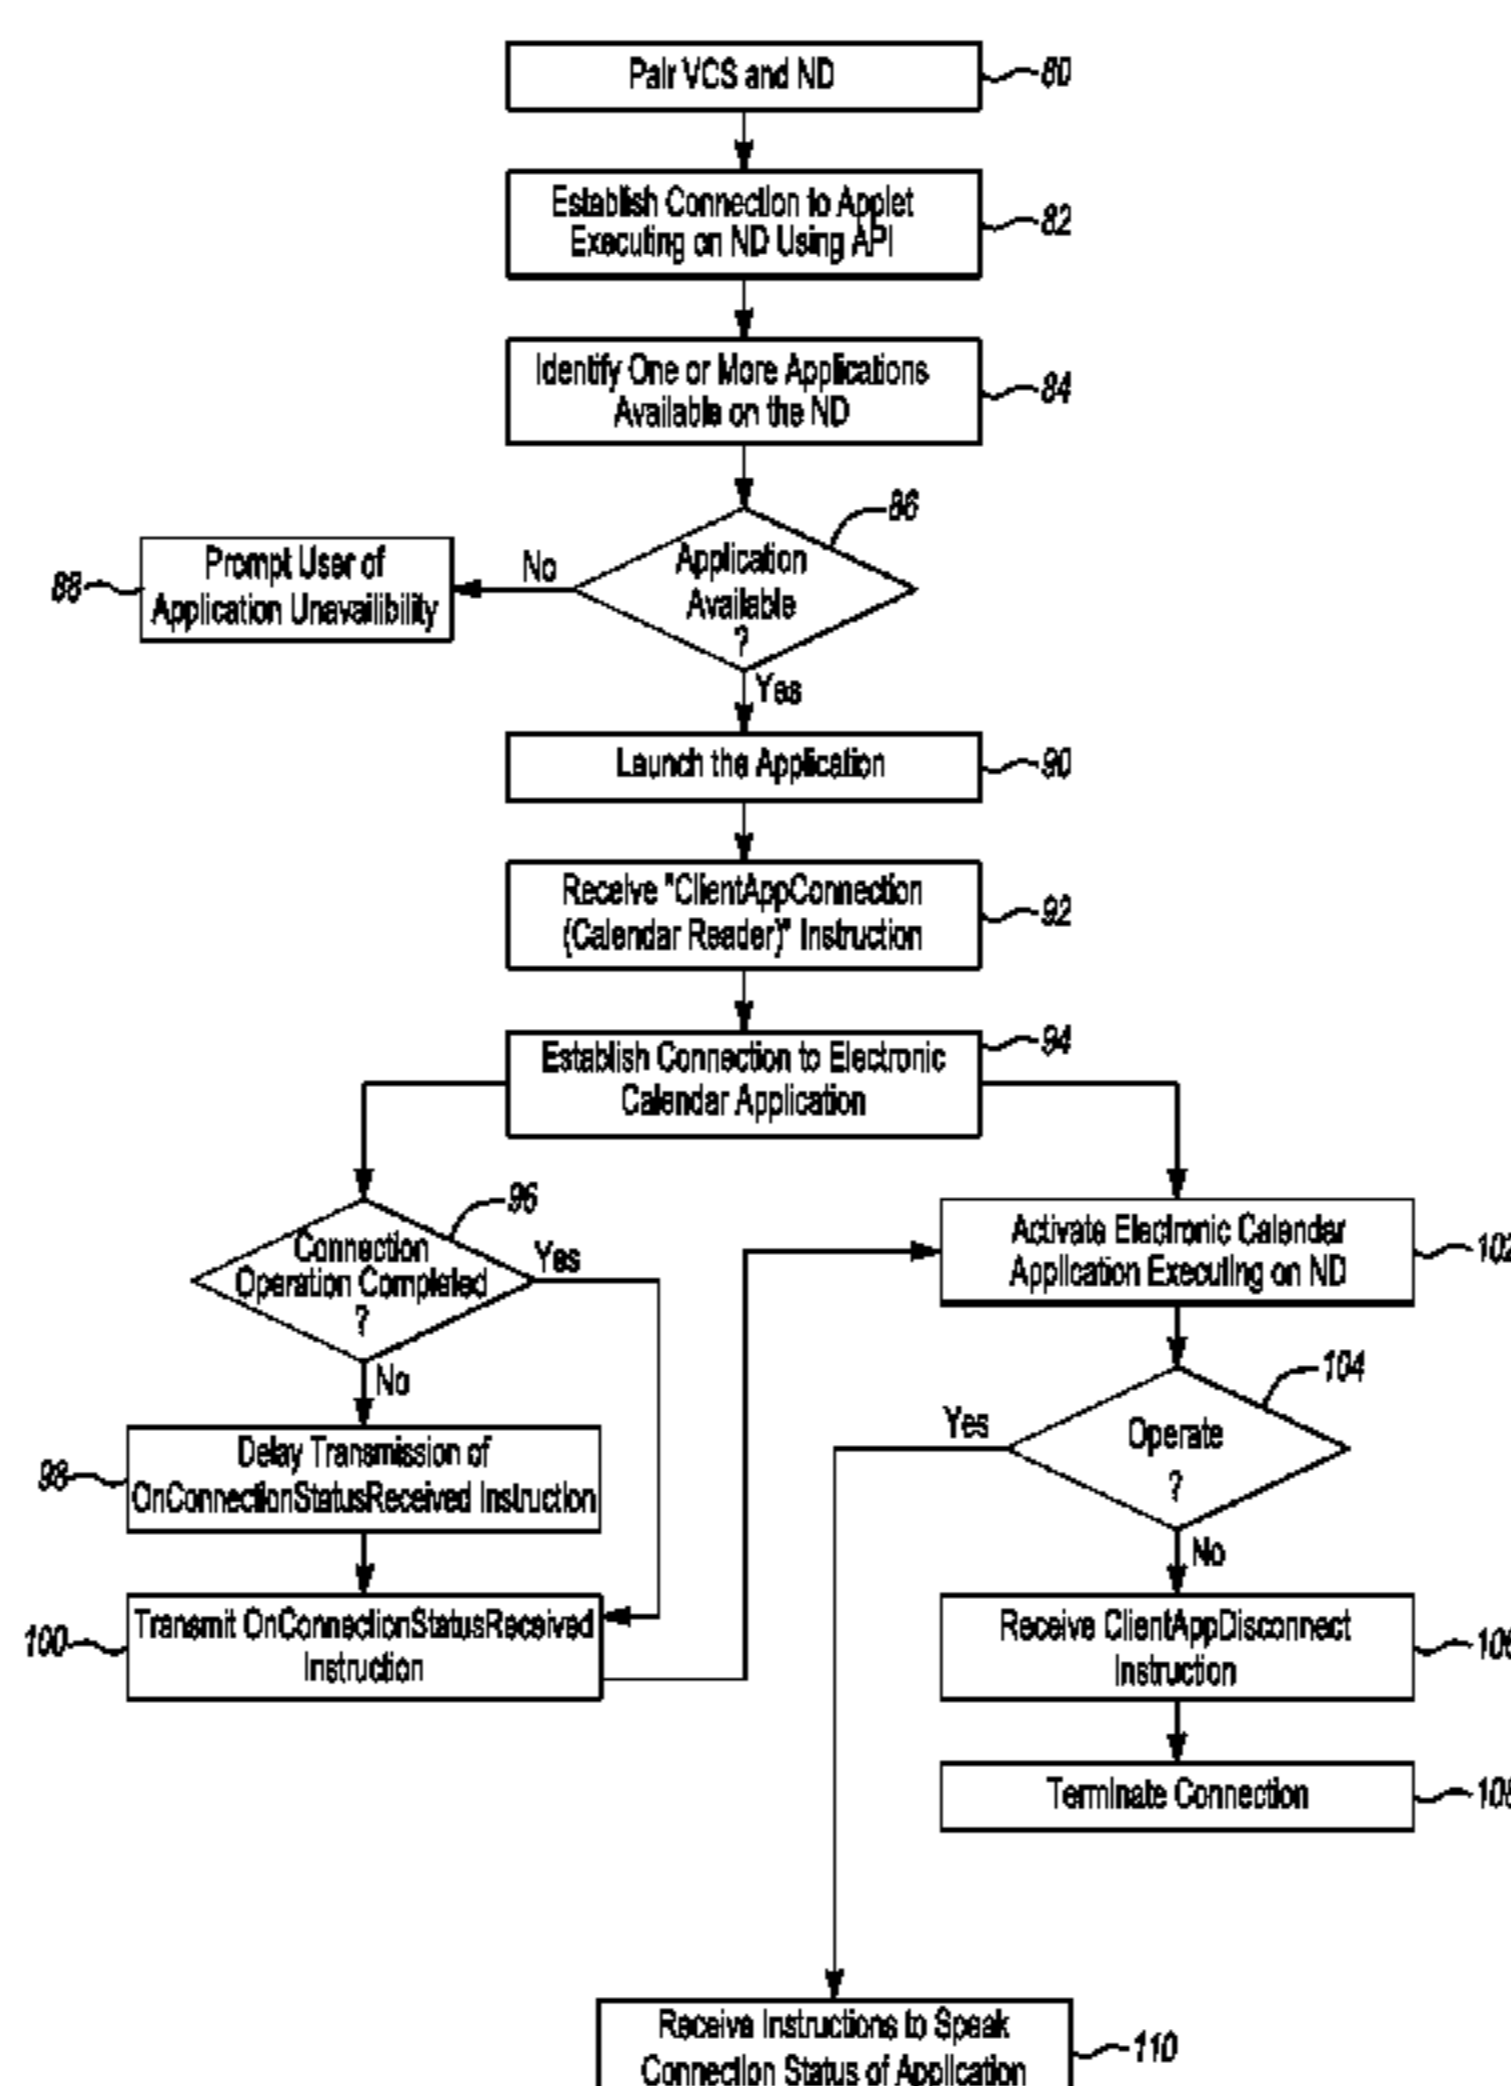 Pair VCS and ND
80
Establish Connection to Applet
Executing on ND Using API
82
Identify One or More Applications
Available on the ND
84
86
Application
Available
?
No
Prompt User of
Application Unavailibility
88
Yes
Launch the Application
90
Receive "ClientAppConnection
(Calendar Reader)" Instruction
92
Establish Connection to Electronic
Calendar Application
94
96
Connection
Operation Completed
?
Yes
No
Delay Transmission of
OnConnectionStatusReceived Instruction
98
Transmit OnConnectionStatusReceived
Instruction
100
Activate Electronic Calendar
Application Executing on ND
102
104
Operate
?
Yes
No
Receive ClientAppDisconnect
Instruction
106
Terminate Connection
108
Receive Instructions to Speak
Connection Status of Application
110